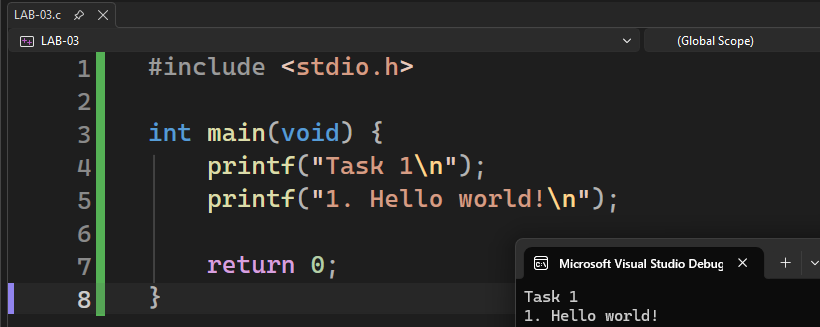 LAB-03.c
LAB-03
(Global Scope)
1 #include <stdio.h>
2
3 int main(void) {
4 printf("Task 1\n");
5 printf("1. Hello world!\n");
6
7 return 0;
8 }
Microsoft Visual Studio Debug
Task 1
1. Hello world!